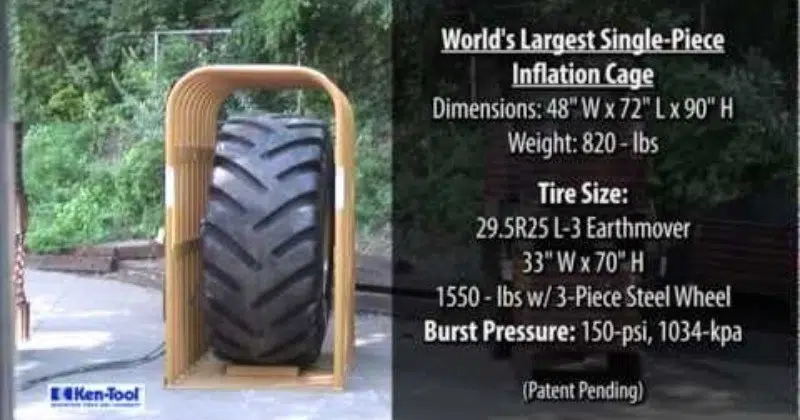 World's Largest Single-Piece
Inflation Cage
Dimensions: 48" W x 72" L x 90" H
Weight: 820 - lbs
Tire Size:
29.5R25 L-3 Earthmover
33" W x 70" H
1550 - lbs w/ 3-Piece Steel Wheel
Burst Pressure: 150-psi, 1034-kpa
(Patent Pending)
Ken-Tool